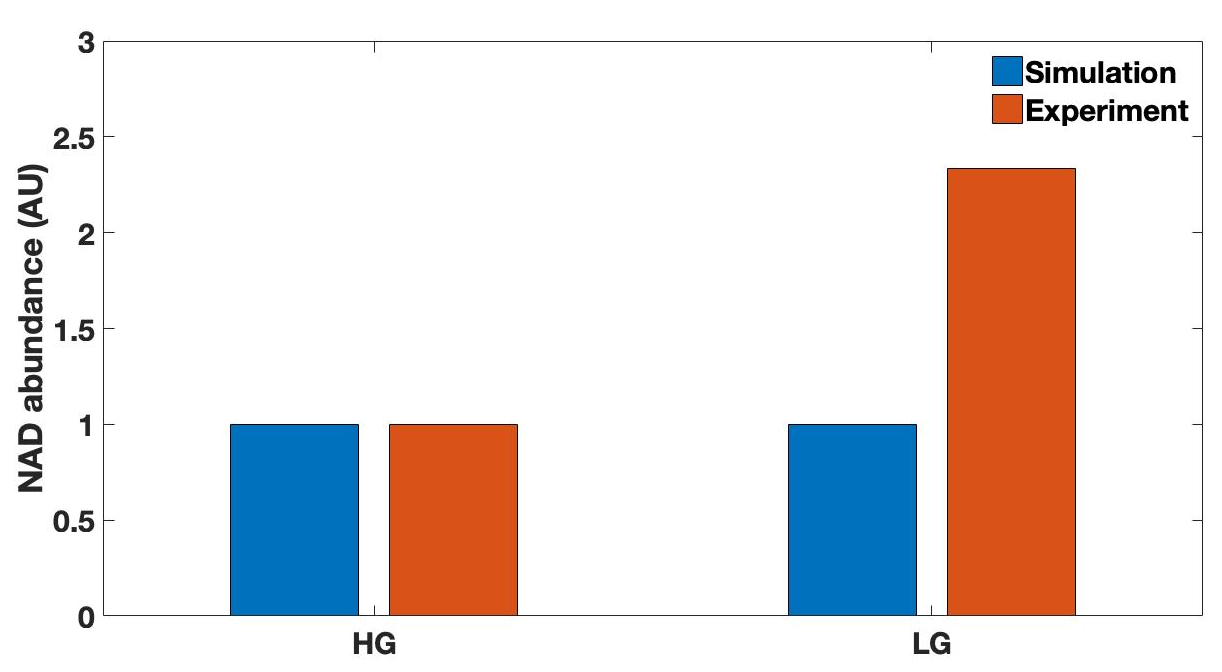 3
2.5
2
1.5
1
0.5
0
NAD abundance (AU)
Simulation
Experiment
HG
LG